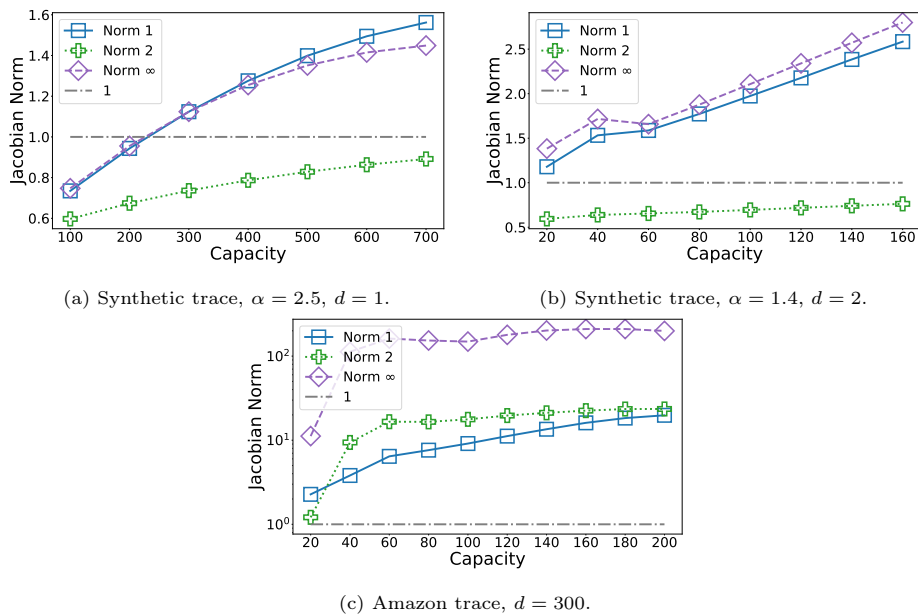 1.6
1.4
1.2
1.0
0.8
0.6
Jacobian Norm
Norm 1
Norm 2
Norm ∞
1
100 200 300 400 500 600 700
Capacity
(a) Synthetic trace, α = 2.5, d = 1.
2.5
2.0
1.5
1.0
0.5
Jacobian Norm
Norm 1
Norm 2
Norm ∞
1
20 40 60 80 100 120 140 160
Capacity
(b) Synthetic trace, α = 1.4, d = 2.
10²
10¹
10⁰
Jacobian Norm
Norm 1
Norm 2
Norm ∞
1
20 40 60 80 100 120 140 160 180 200
Capacity
(c) Amazon trace, d = 300.